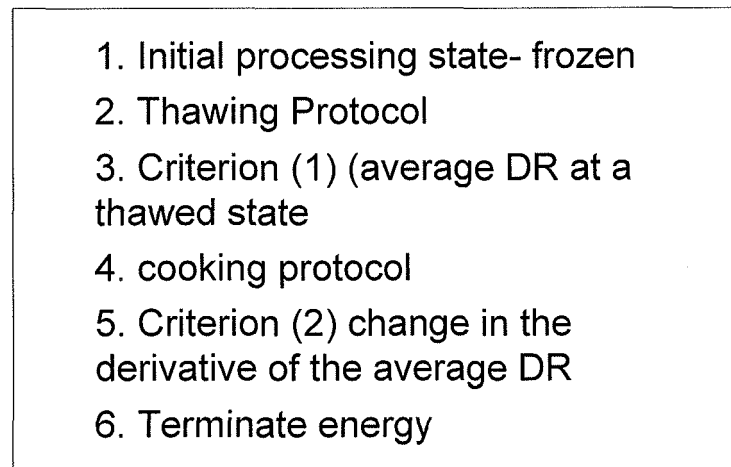 1. Initial processing state- frozen
2. Thawing Protocol
3. Criterion (1) (average DR at a
thawed state
4. cooking protocol
5. Criterion (2) change in the
derivative of the average DR
6. Terminate energy